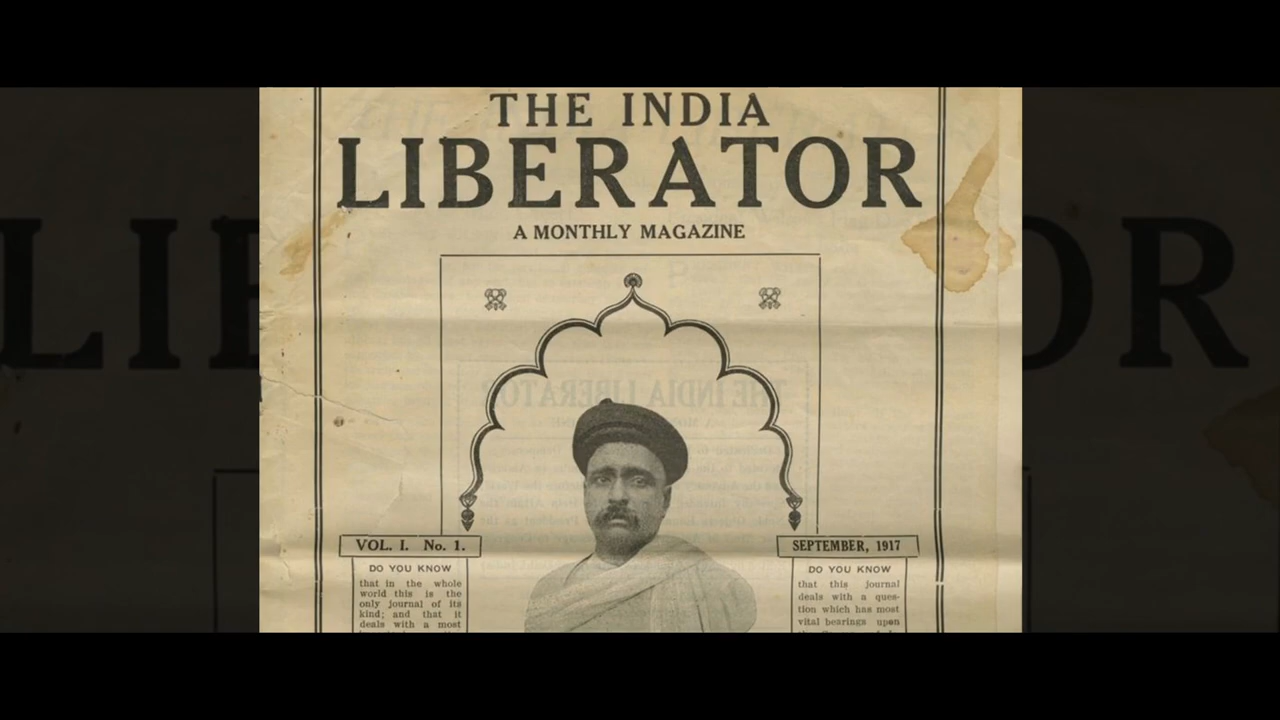 THE INDIA
LIBERATOR
A MONTHLY MAGAZINE
VOL. I. No. 1.
SEPTEMBER, 1917
DO YOU KNOW
that in the whole
world this is the
only journal of its
kind; and that it
deals with a most
DO YOU KNOW
that this journal
deals with a ques-
tion which has most
vital bearings upon